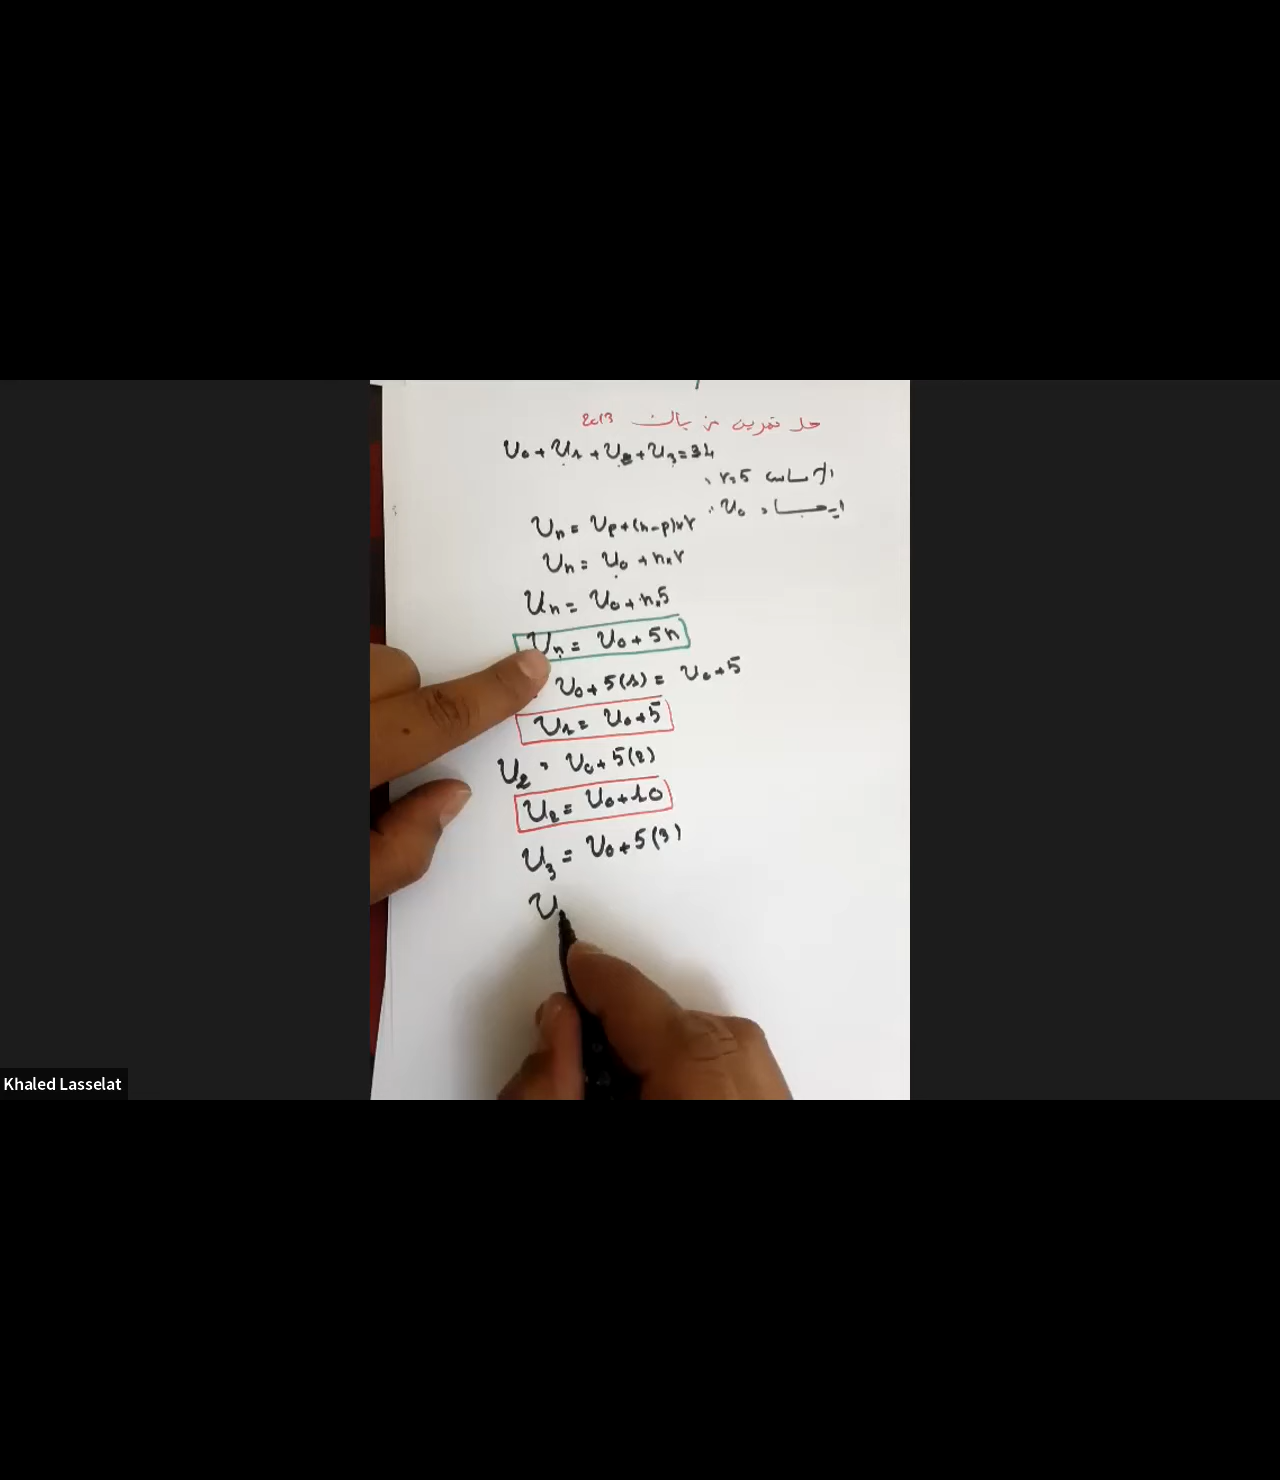 حل تمرين من باك 2013
U₀ + U₁ + U₂ + U₃ = 34
الأساس r=5
إيجاد U₀
Uₙ = Uₚ + (n-p)×r
Uₙ = U₀ + n×r
Uₙ = U₀ + n.5
Uₙ = U₀ + 5n
U₀ + 5(1) = U₀ + 5
U₁ = U₀ + 5
U₂ = U₀ + 5(2)
U₂ = U₀ + 10
U₃ = U₀ + 5(3)
U
Khaled Lasselat